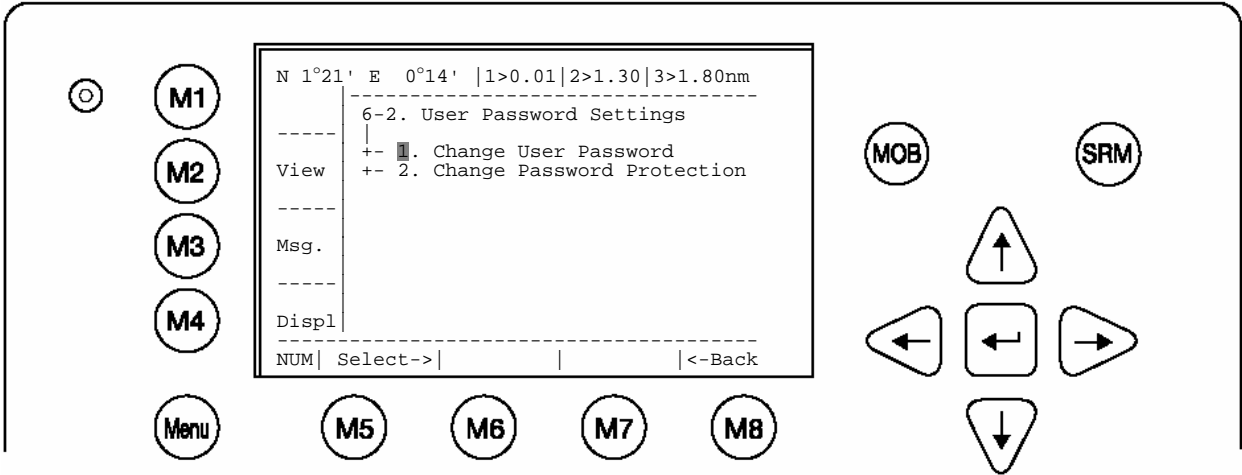 N 1°21' E 0°14' |1>0.01|2>1.30|3>1.80nm
M1
6-2. User Password Settings
+- 1. Change User Password
MOB
SRM
M2
View
+- 2. Change Password Protection
M3
Msg.
M4
Displ
NUM| Select->| | |<-Back
Menu
M5
M6
M7
M8